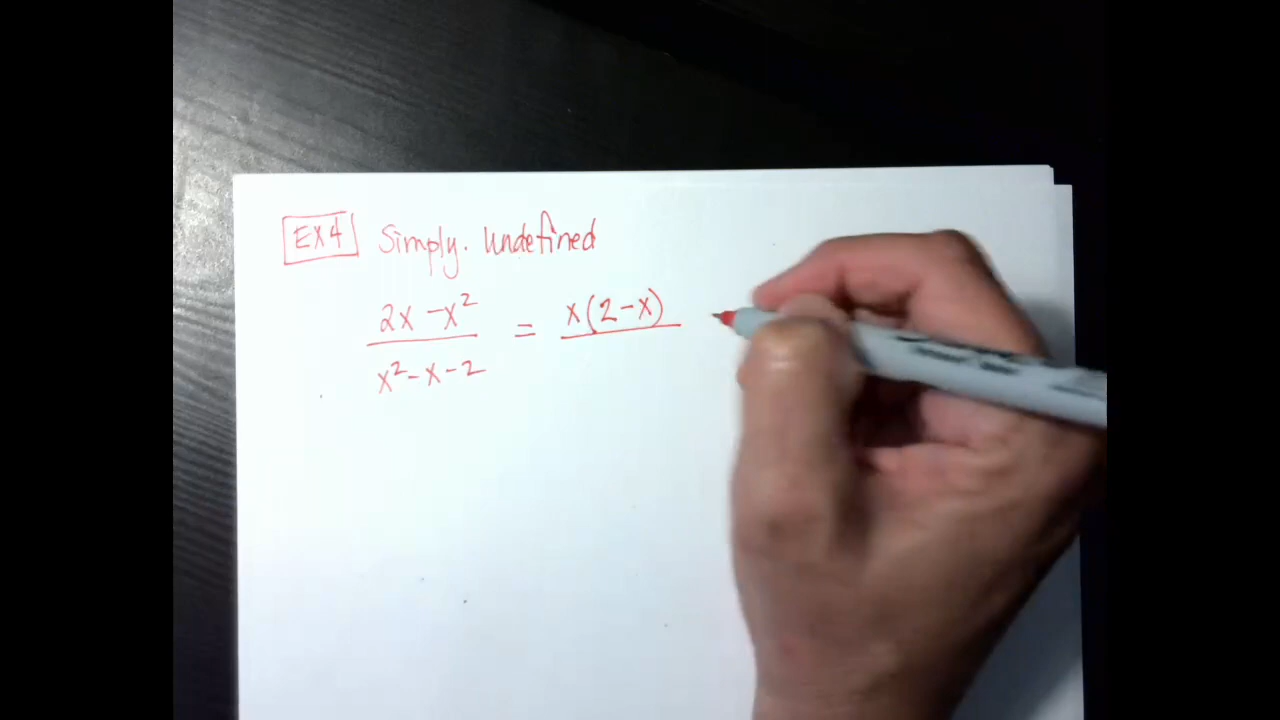 EX4 Simply. Undefined
2x - x² = x(2-x)
x² - x - 2